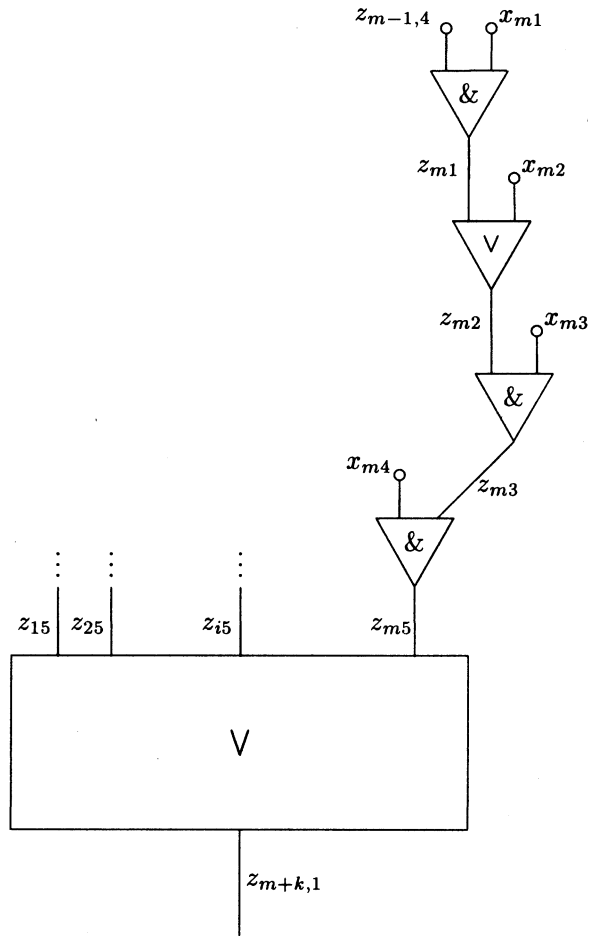 z_{m-1,4} x_{m1}
&
z_{m1} x_{m2}
V
z_{m2} x_{m3}
&
x_{m4} z_{m3}
&
z_{15} z_{25} z_{i5} z_{m5}
V
z_{m+k,1}